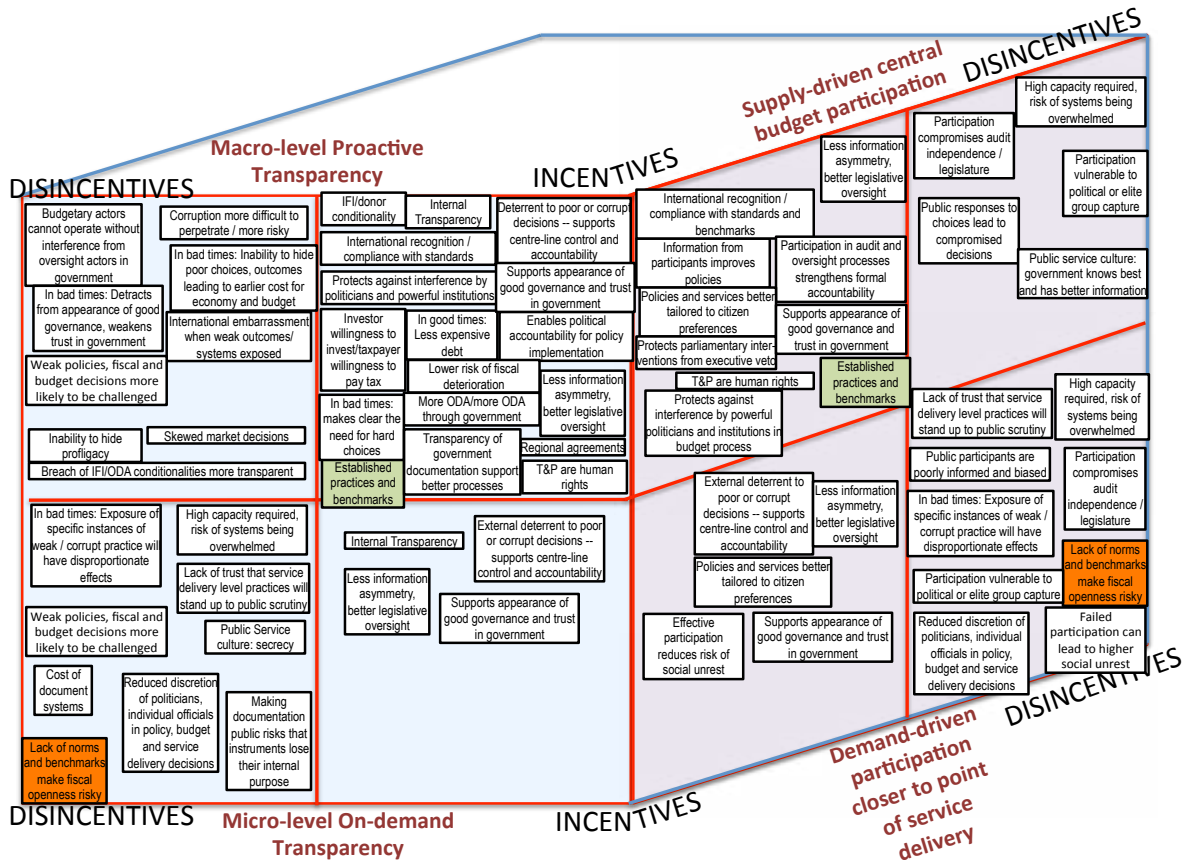 DISINCENTIVES
Supply-driven central
budget participation
Macro-level Proactive
Transparency
DISINCENTIVES
INCENTIVES
Budgetary actors
cannot operate without
interference from
oversight actors in
government
Corruption more difficult to
perpetrate / more risky
In bad times: Inability to hide
poor choices, outcomes
leading to earlier cost for
economy and budget
In bad times: Detracts
from appearance of good
governance, weakens
trust in government
International embarrassment
when weak outcomes/
systems exposed
Weak policies, fiscal and
budget decisions more
likely to be challenged
Inability to hide
profligacy
Skewed market decisions
Breach of IFI/ODA conditionalities more transparent
IFI/donor
conditionality
Internal
Transparency
Deterrent to poor or corrupt
decisions -- supports
centre-line control and
accountability
International recognition /
compliance with standards
Protects against interference by
politicians and powerful institutions
Supports appearance of
good governance and trust
in government
Investor
willingness to
invest/taxpayer
willingness to
pay tax
In good times:
Less expensive
debt
Enables political
accountability for policy
implementation
Lower risk of fiscal
deterioration
Less information
asymmetry,
better legislative
oversight
In bad times:
makes clear the
need for hard
choices
More ODA/more ODA
through government
Transparency of
government
documentation support
better processes
Regional agreements
T&P are human
rights
Established
practices and
benchmarks
Less information
asymmetry,
better legislative
oversight
International recognition /
compliance with standards and
benchmarks
Information from
participants improves
policies
Participation in audit and
oversight processes
strengthens formal
accountability
Policies and services better
tailored to citizen
preferences
Supports appearance of
good governance and
trust in government
Protects parliamentary inter-
ventions from executive veto
T&P are human rights
Established
practices and
benchmarks
Protects against
interference by powerful
politicians and institutions in
budget process
High capacity required,
risk of systems being
overwhelmed
Participation
compromises audit
independence /
legislature
Participation
vulnerable to
political or elite
group capture
Public responses to
choices lead to
compromised
decisions
Public service culture:
government knows best
and has better information
In bad times: Exposure of
specific instances of
weak / corrupt practice will
have disproportionate
effects
High capacity required,
risk of systems being
overwhelmed
Lack of trust that service
delivery level practices will
stand up to public scrutiny
Weak policies, fiscal and
budget decisions more
likely to be challenged
Public Service
culture: secrecy
Cost of
document
systems
Reduced discretion
of politicians,
individual officials
in policy, budget
and service
delivery decisions
Making
documentation
public risks that
instruments lose
their internal
purpose
Lack of norms
and benchmarks
make fiscal
openness risky
Internal Transparency
External deterrent to poor
or corrupt decisions --
supports centre-line
control and accountability
Less information
asymmetry,
better legislative
oversight
Supports appearance of
good governance and trust
in government
External deterrent to
poor or corrupt
decisions -- supports
centre-line control and
accountability
Less information
asymmetry,
better legislative
oversight
Policies and services better
tailored to citizen
preferences
Effective
participation
reduces risk of
social unrest
Supports appearance of
good governance and trust
in government
Lack of trust that service
delivery level practices will
stand up to public scrutiny
High capacity
required, risk of
systems being
overwhelmed
Public participants are
poorly informed and biased
Participation
compromises
audit
independence /
legislature
In bad times: Exposure of
specific instances of weak /
corrupt practice will have
disproportionate effects
Lack of norms
and benchmarks
make fiscal
openness risky
Participation vulnerable to
political or elite group capture
Reduced discretion of
politicians, individual
officials in policy,
budget and service
delivery decisions
Failed
participation can
lead to higher
social unrest
DISINCENTIVES
DISINCENTIVES
Micro-level On-demand
Transparency
INCENTIVES
Demand-driven
participation
closer to point
of service
delivery